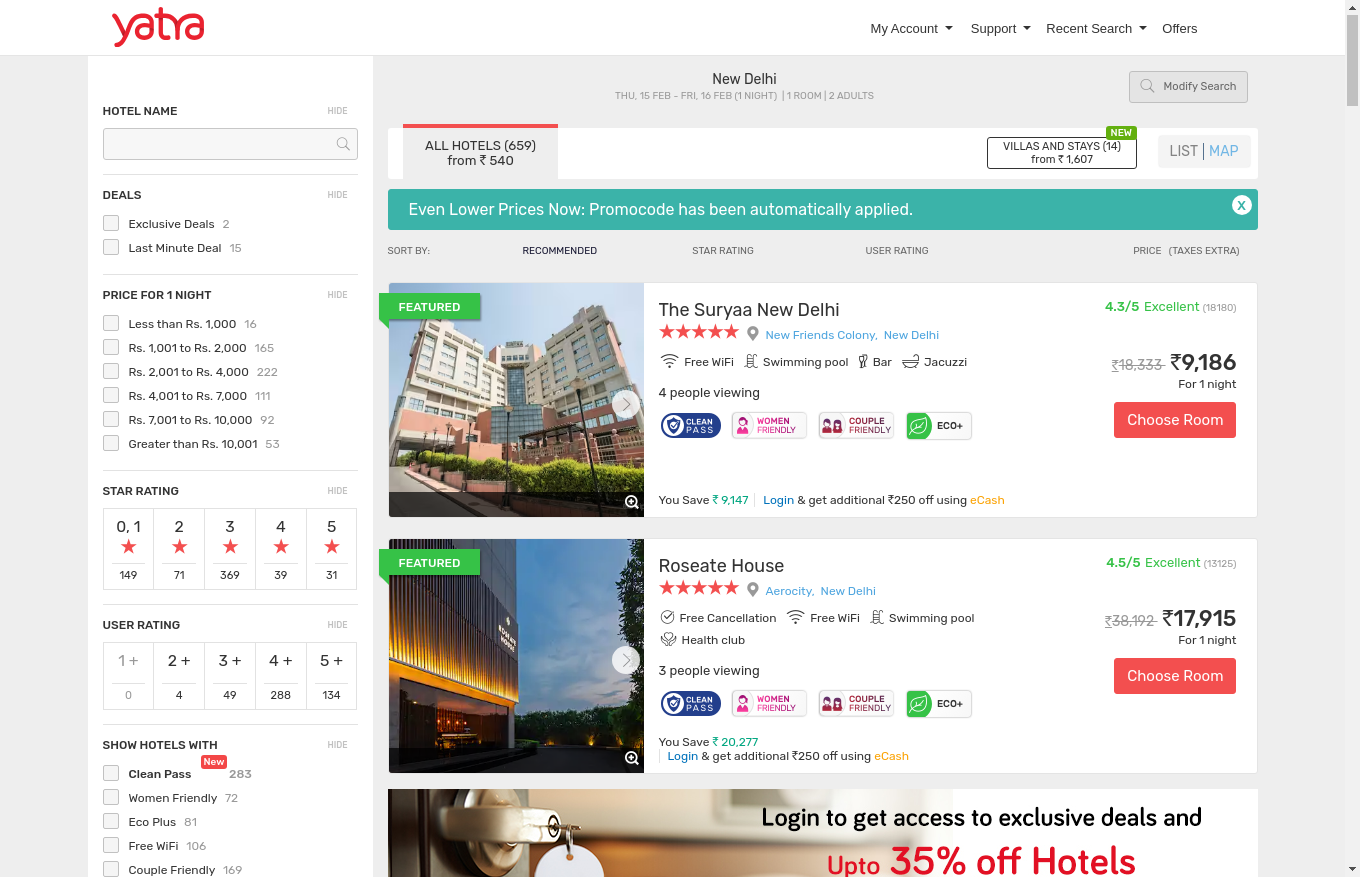 yatra
My Account
Support
Recent Search
Offers
New Delhi
THU, 15 FEB - FRI, 16 FEB (1 NIGHT) | 1 ROOM | 2 ADULTS
Modify Search
HOTEL NAME
HIDE
DEALS
HIDE
Exclusive Deals 2
Last Minute Deal 15
PRICE FOR 1 NIGHT
HIDE
Less than Rs. 1,000 16
Rs. 1,001 to Rs. 2,000 165
Rs. 2,001 to Rs. 4,000 222
Rs. 4,001 to Rs. 7,000 111
Rs. 7,001 to Rs. 10,000 92
Greater than Rs. 10,001 53
STAR RATING
HIDE
0, 1 2 3 4 5
149 71 369 39 31
USER RATING
HIDE
1 + 2 + 3 + 4 + 5 +
0 4 49 288 134
SHOW HOTELS WITH
HIDE
New
Clean Pass 283
Women Friendly 72
Eco Plus 81
Free WiFi 106
Couple Friendly 169
ALL HOTELS (659)
from ₹ 540
NEW
VILLAS AND STAYS (14)
from ₹ 1,607
LIST | MAP
Even Lower Prices Now: Promocode has been automatically applied.
X
SORT BY: RECOMMENDED STAR RATING USER RATING PRICE (TAXES EXTRA)
FEATURED
The Suryaa New Delhi
4.3/5 Excellent (18180)
New Friends Colony, New Delhi
Free WiFi Swimming pool Bar Jacuzzi
₹18,333 ₹9,186
For 1 night
4 people viewing
Choose Room
CLEAN PASS
WOMEN FRIENDLY
COUPLE FRIENDLY
ECO+
You Save ₹ 9,147 Login & get additional ₹250 off using eCash
FEATURED
ROSEATE
HOUSE
Roseate House
4.5/5 Excellent (13125)
Aerocity, New Delhi
Free Cancellation Free WiFi Swimming pool
Health club
₹38,192 ₹17,915
For 1 night
3 people viewing
Choose Room
CLEAN PASS
WOMEN FRIENDLY
COUPLE FRIENDLY
ECO+
You Save ₹ 20,277
Login & get additional ₹250 off using eCash
Login to get access to exclusive deals and
Upto 35% off Hotels